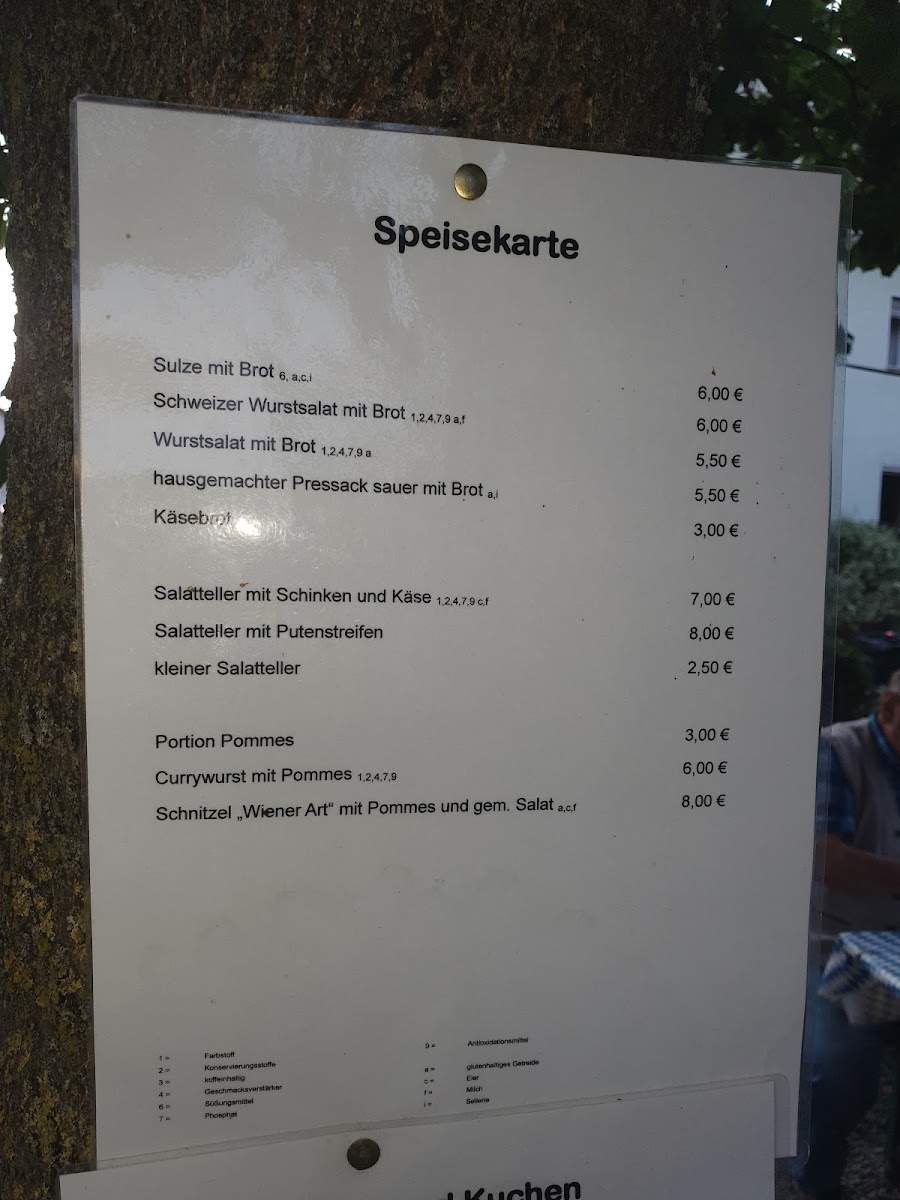 Speisekarte
Sulze mit Brot 6, a,c,i 6,00 €
Schweizer Wurstsalat mit Brot 1,2,4,7,9 a,f 6,00 €
Wurstsalat mit Brot 1,2,4,7,9 a 5,50 €
hausgemachter Pressack sauer mit Brot a,i 5,50 €
Käsebrot 3,00 €
Salatteller mit Schinken und Käse 1,2,4,7,9 c,f 7,00 €
Salatteller mit Putenstreifen 8,00 €
kleiner Salatteller 2,50 €
Portion Pommes 3,00 €
Currywurst mit Pommes 1,2,4,7,9 6,00 €
Schnitzel „Wiener Art“ mit Pommes und gem. Salat a,c,f 8,00 €
1 = Farbstoff
2 = Konservierungsstoffe
3 = koffeinhaltig
4 = Geschmacksverstärker
6 = Süßungsmittel
7 = Phosphat
9 = Antioxidationsmittel
a = glutenhaltiges Getreide
c = Eier
f = Milch
i = Sellerie
Kuchen